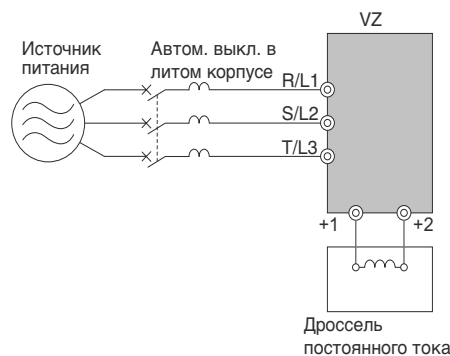 VZ
Источник
питания
Автом. выкл. в
литом корпусе
R/L1
S/L2
T/L3
+1
+2
Дроссель
постоянного тока